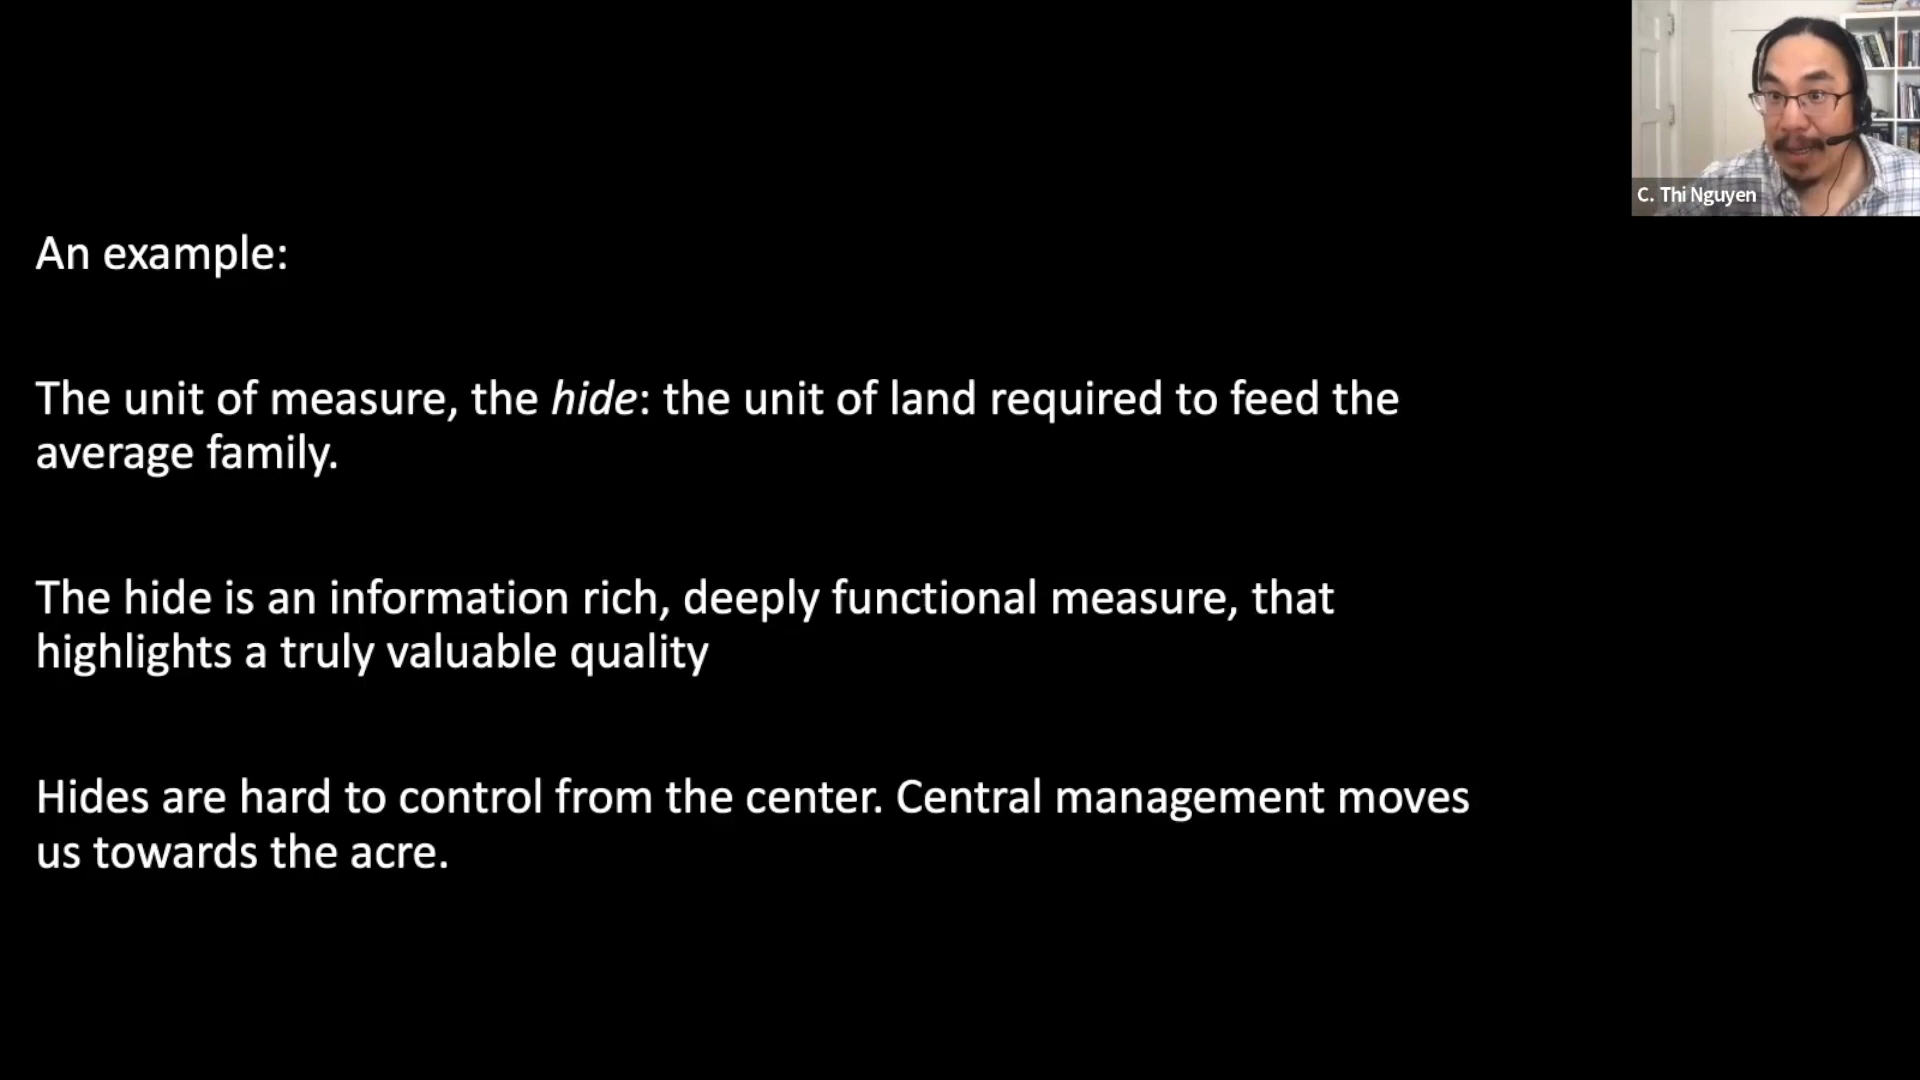 C. Thi Nguyen
An example:
The unit of measure, the hide: the unit of land required to feed the
average family.
The hide is an information rich, deeply functional measure, that
highlights a truly valuable quality
Hides are hard to control from the center. Central management moves
us towards the acre.